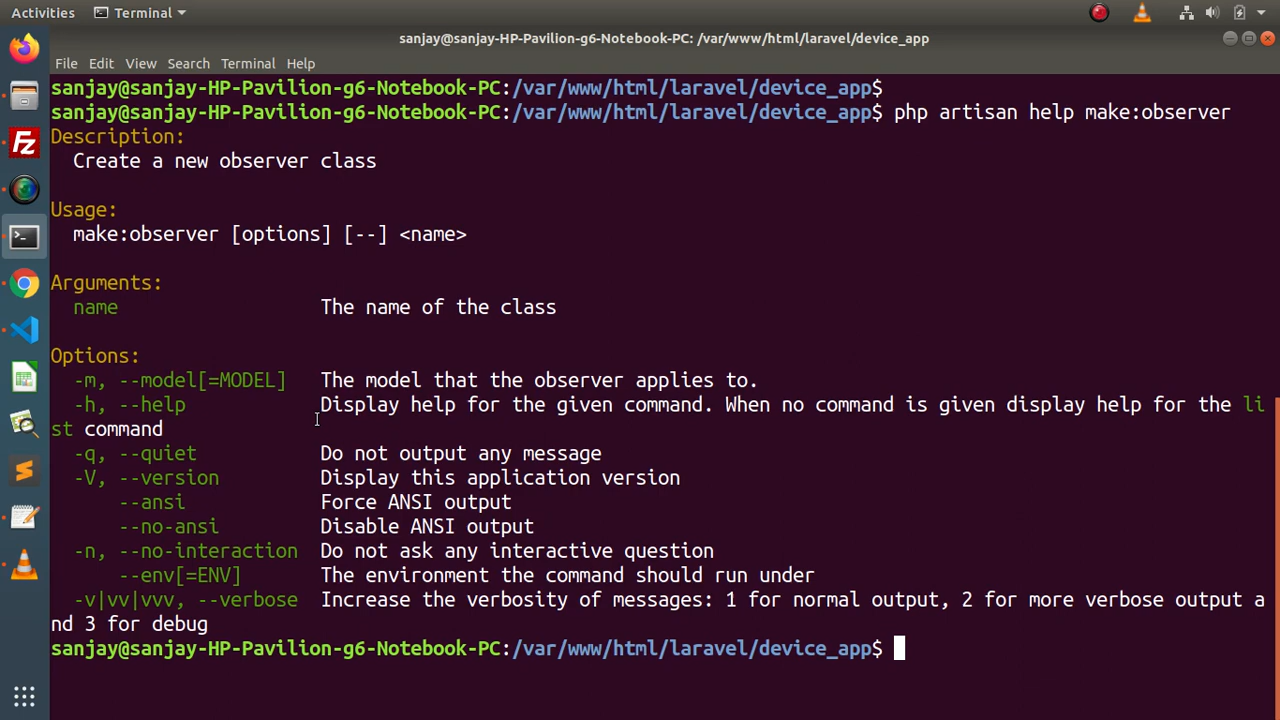 Activities
Terminal
sanjay@sanjay-HP-Pavilion-g6-Notebook-PC: /var/www/html/laravel/device_app
File Edit View Search Terminal Help
sanjay@sanjay-HP-Pavilion-g6-Notebook-PC:/var/www/html/laravel/device_app$
sanjay@sanjay-HP-Pavilion-g6-Notebook-PC:/var/www/html/laravel/device_app$ php artisan help make:observer
Description:
  Create a new observer class

Usage:
  make:observer [options] [--] <name>

Arguments:
  name                  The name of the class

Options:
  -m, --model[=MODEL]   The model that the observer applies to.
  -h, --help            Display help for the given command. When no command is given display help for the li
st command
  -q, --quiet           Do not output any message
  -V, --version         Display this application version
      --ansi            Force ANSI output
      --no-ansi         Disable ANSI output
  -n, --no-interaction  Do not ask any interactive question
      --env[=ENV]       The environment the command should run under
  -v|vv|vvv, --verbose  Increase the verbosity of messages: 1 for normal output, 2 for more verbose output a
nd 3 for debug
sanjay@sanjay-HP-Pavilion-g6-Notebook-PC:/var/www/html/laravel/device_app$